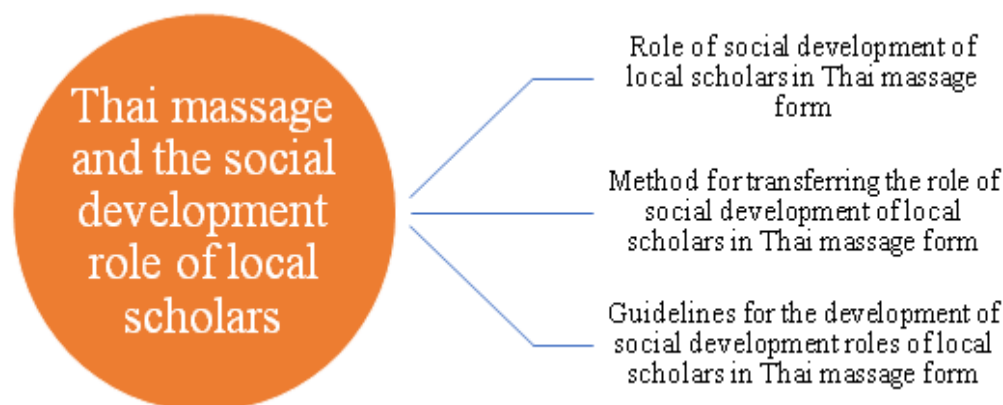 Thai massage
and the social
development
role of local
scholars
Role of social development of
local scholars in Thai massage
form
Method for transferring the role of
social development of local
scholars in Thai massage form
Guidelines for the development of
social development roles of local
scholars in Thai massage form